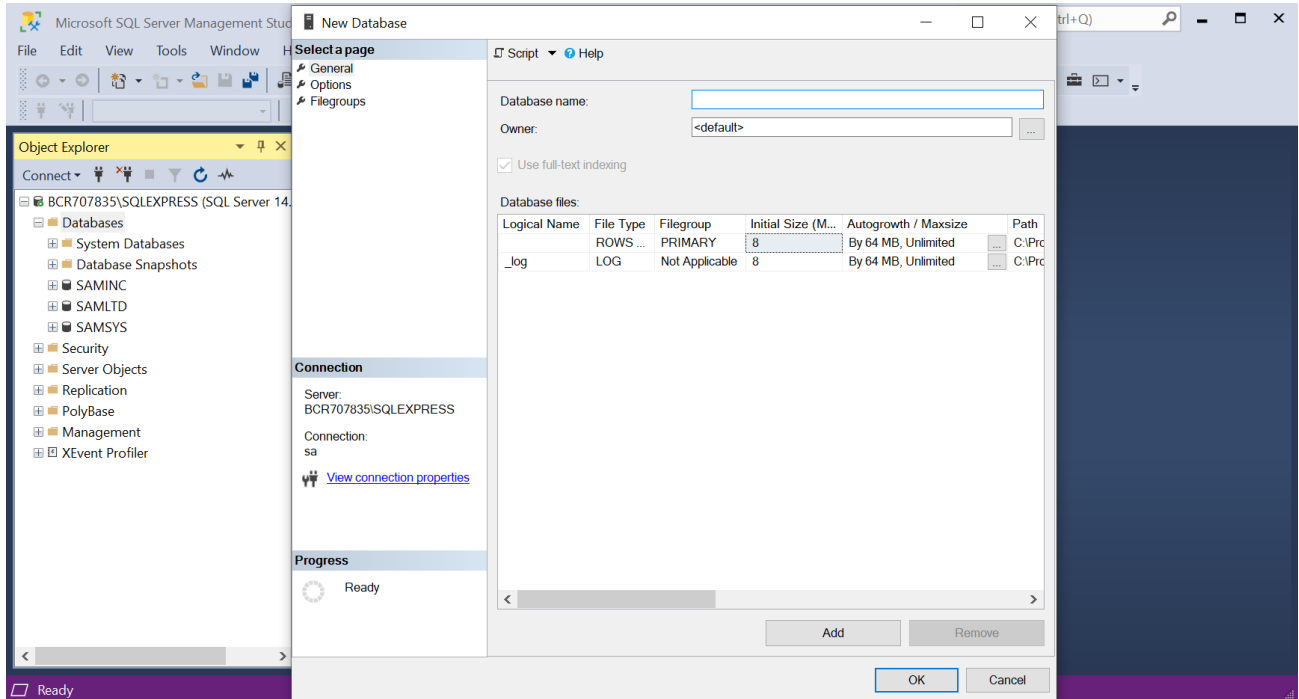 Microsoft SQL Server Management Stud
New Database
trl+Q)
File Edit View Tools Window H
Select a page
General
Options
Filegroups
Script Help
Database name:
Owner: <default> ...
Use full-text indexing
Database files:
Logical Name File Type Filegroup Initial Size (M... Autogrowth / Maxsize Path
ROWS ... PRIMARY 8 By 64 MB, Unlimited ... C:\Pro
_log LOG Not Applicable 8 By 64 MB, Unlimited ... C:\Pro
Object Explorer
Connect
BCR707835\SQLEXPRESS (SQL Server 14.
Databases
System Databases
Database Snapshots
SAMINC
SAMLTD
SAMSYS
Security
Server Objects
Replication
PolyBase
Management
XEvent Profiler
Connection
Server:
BCR707835\SQLEXPRESS
Connection:
sa
View connection properties
Progress
Ready
Add Remove
OK Cancel
Ready